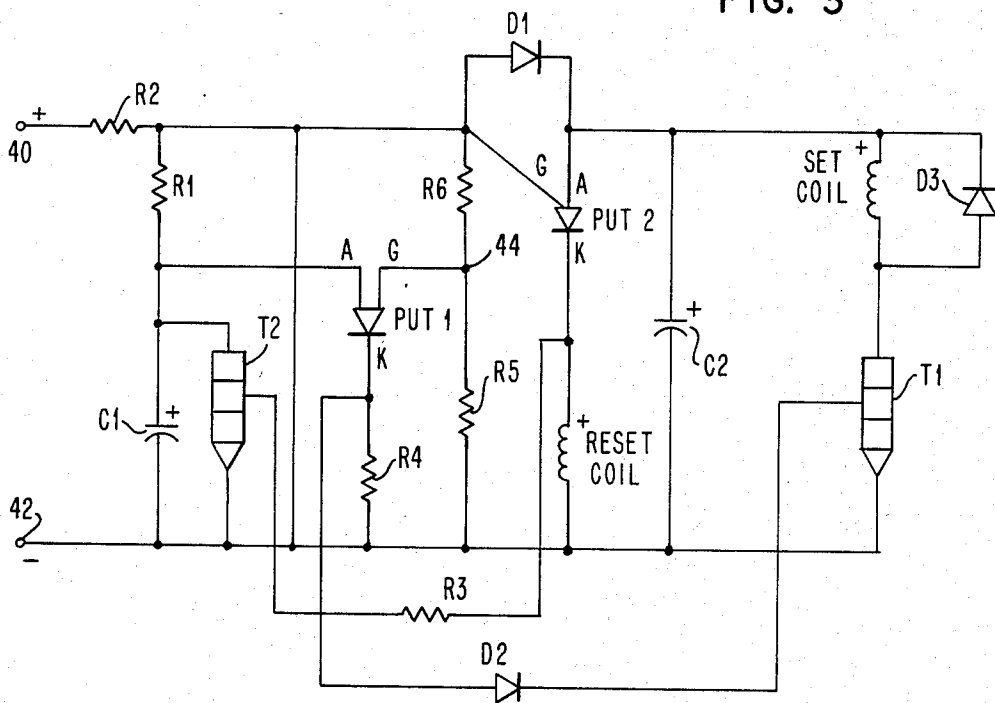 FIG. 3
D1
R2
+
40
R1
R6
G
A
SET
COIL
+
D3
PUT 2
K
A
G
44
PUT 1
K
T2
+
C2
R5
T1
C1
+
R4
+
RESET
COIL
42
-
R3
D2